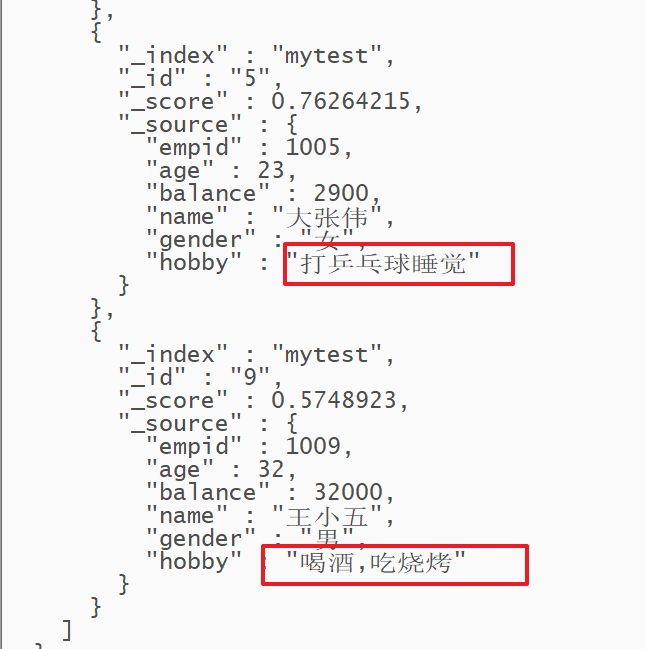 },
{
"_index" : "mytest",
"_id" : "5",
"_score" : 0.76264215,
"_source" : {
"empid" : 1005,
"age" : 23,
"balance" : 2900,
"name" : "大张伟",
"gender" : "女",
"hobby" : "打乒乓球睡觉"
}
},
{
"_index" : "mytest",
"_id" : "9",
"_score" : 0.5748923,
"_source" : {
"empid" : 1009,
"age" : 32,
"balance" : 32000,
"name" : "王小五",
"gender" : "男",
"hobby" : "喝酒,吃烧烤"
}
}
]